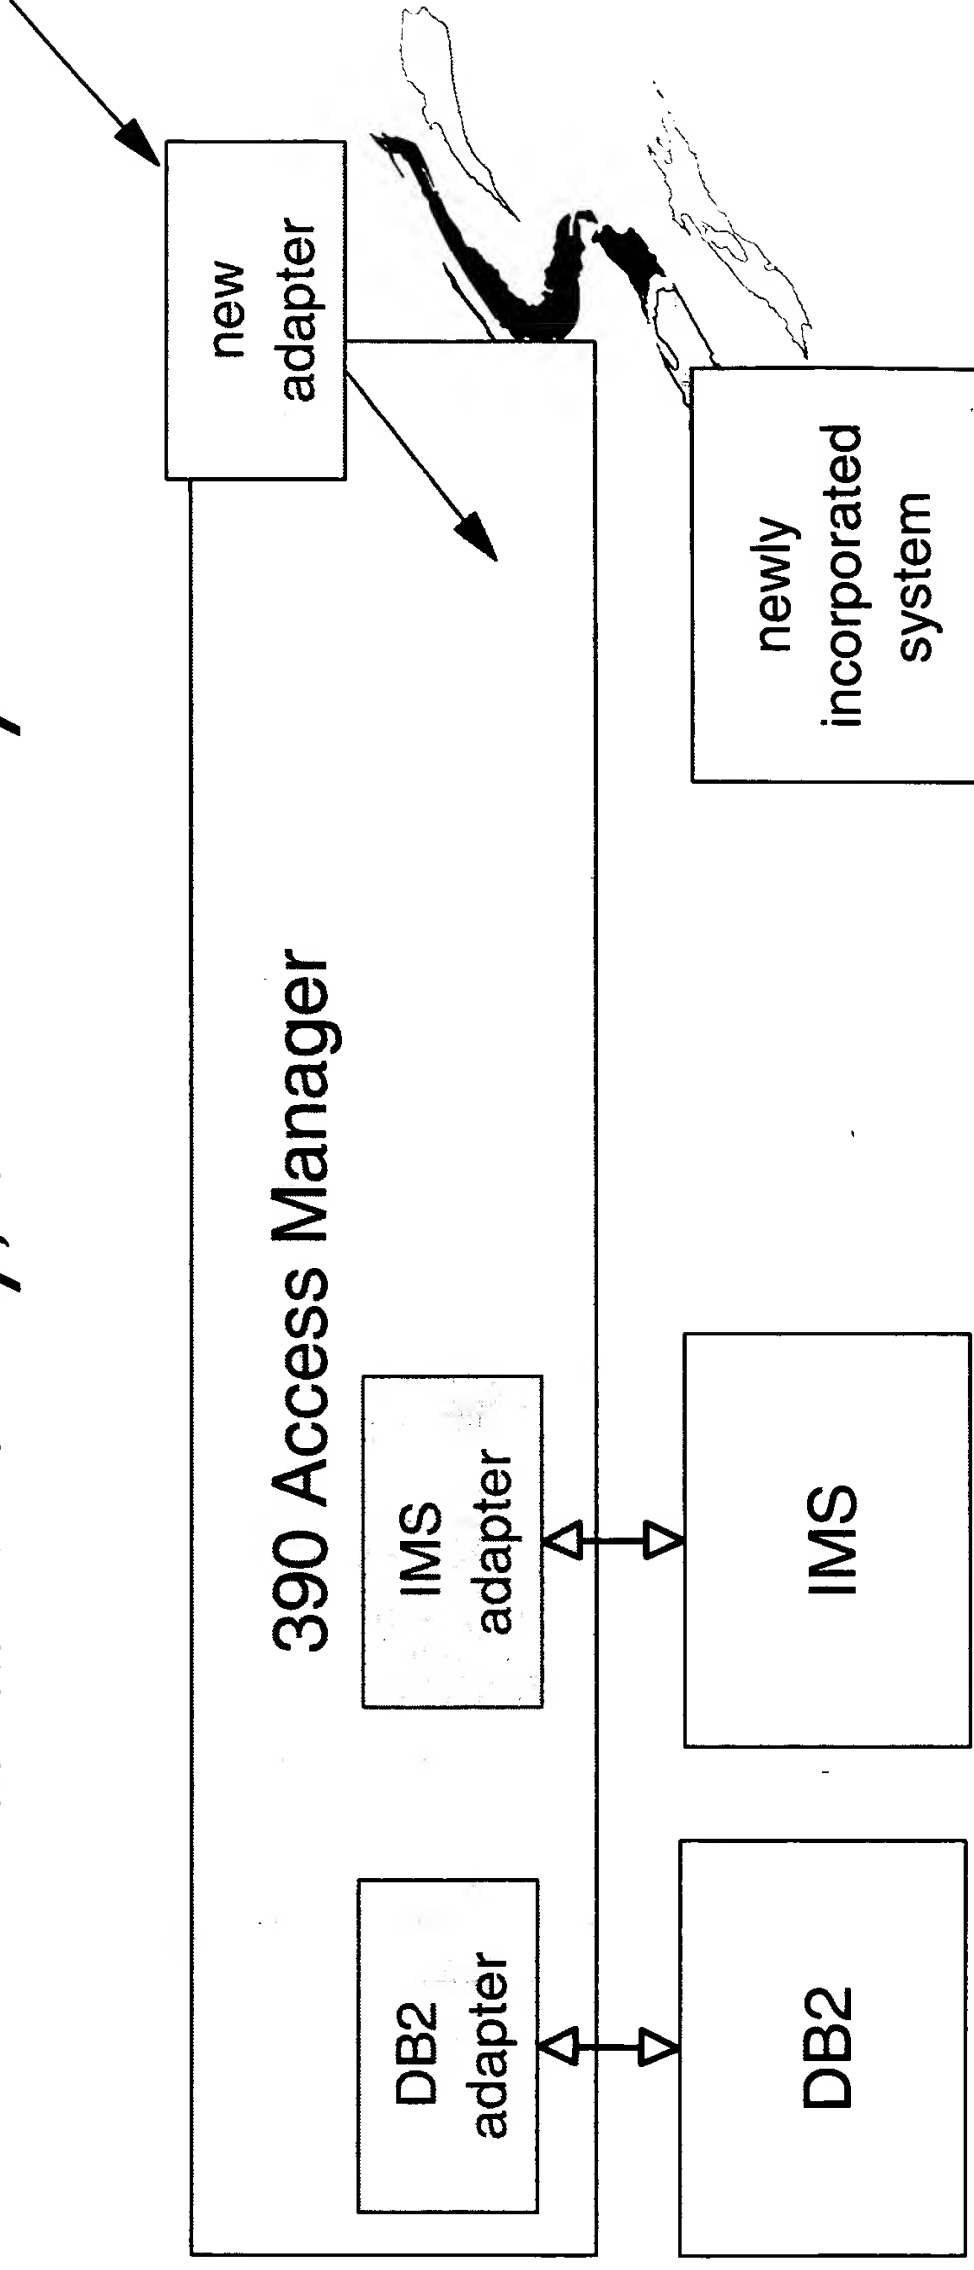 390 Access Manager
new
adapter
DB2
adapter
IMS
adapter
DB2
IMS
newly
incorporated
system